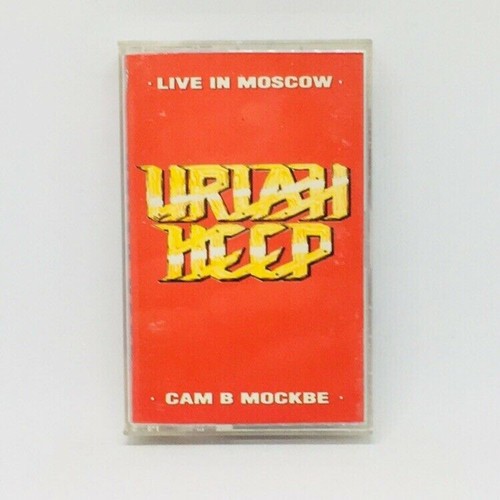 · LIVE IN MOSCOW ·
URIAH
HEEP
· САМ В МОСКВЕ ·